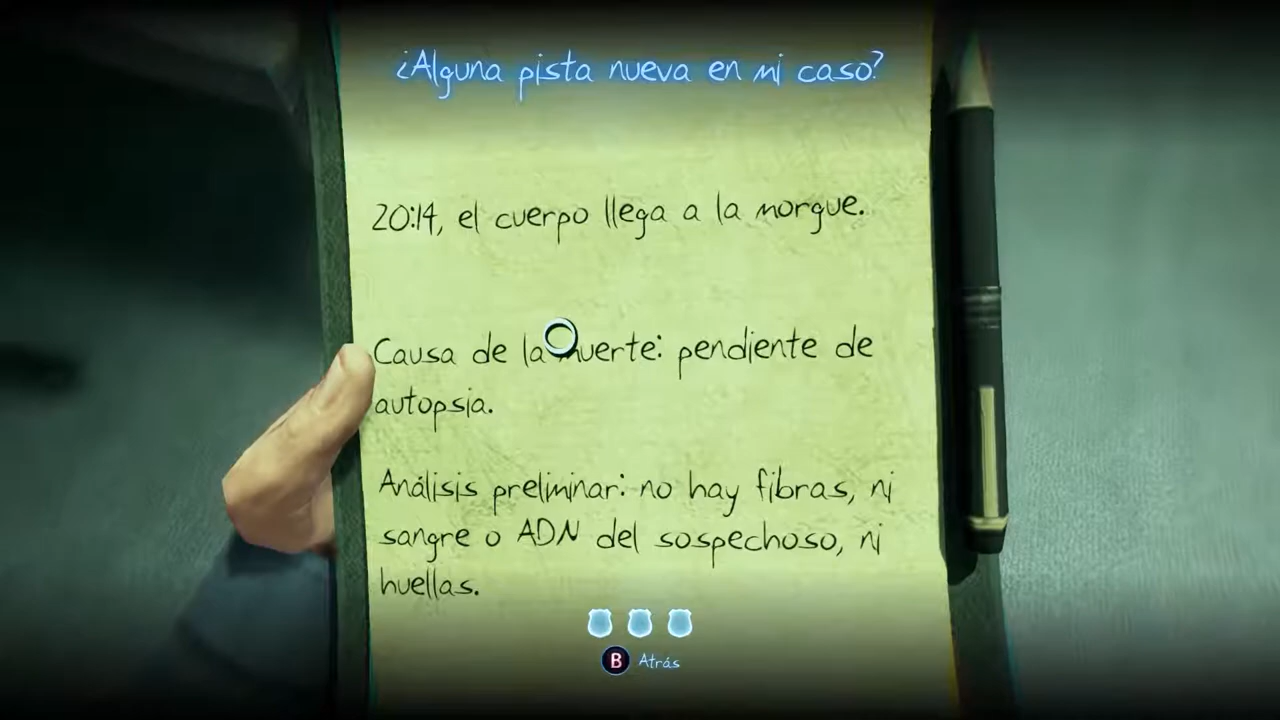 ¿Alguna pista nueva en mi caso?
20:14, el cuerpo llega a la morgue.
Causa de la muerte: pendiente de
autopsia.
Análisis preliminar: no hay fibras, ni
sangre o ADN del sospechoso, ni
huellas.
B Atrás